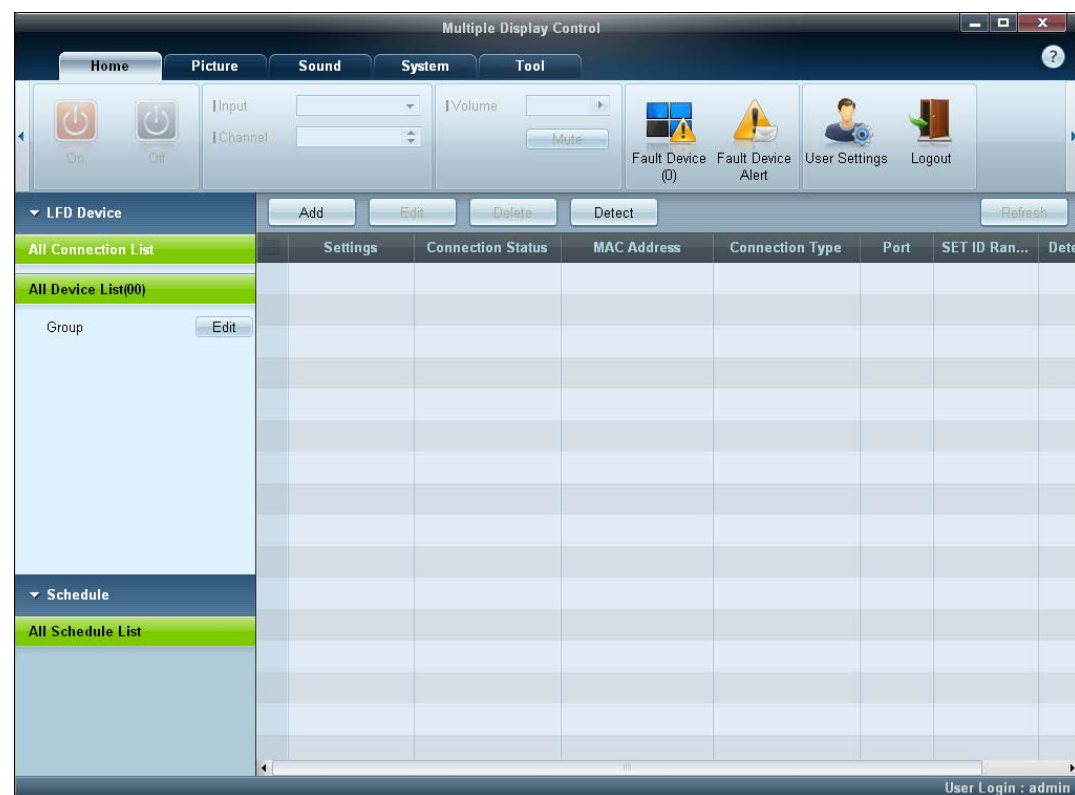 Multiple Display Control
Home Picture Sound System Tool
?
Input
Channel
On Off
Volume
Mute
Fault Device
(0)
Fault Device
Alert
User Settings
Logout
LFD Device
All Connection List
All Device List(00)
Group Edit
Schedule
All Schedule List
Add Edit Delete Detect Refresh
Settings Connection Status MAC Address Connection Type Port SET ID Ran... Dete
User Login : admin